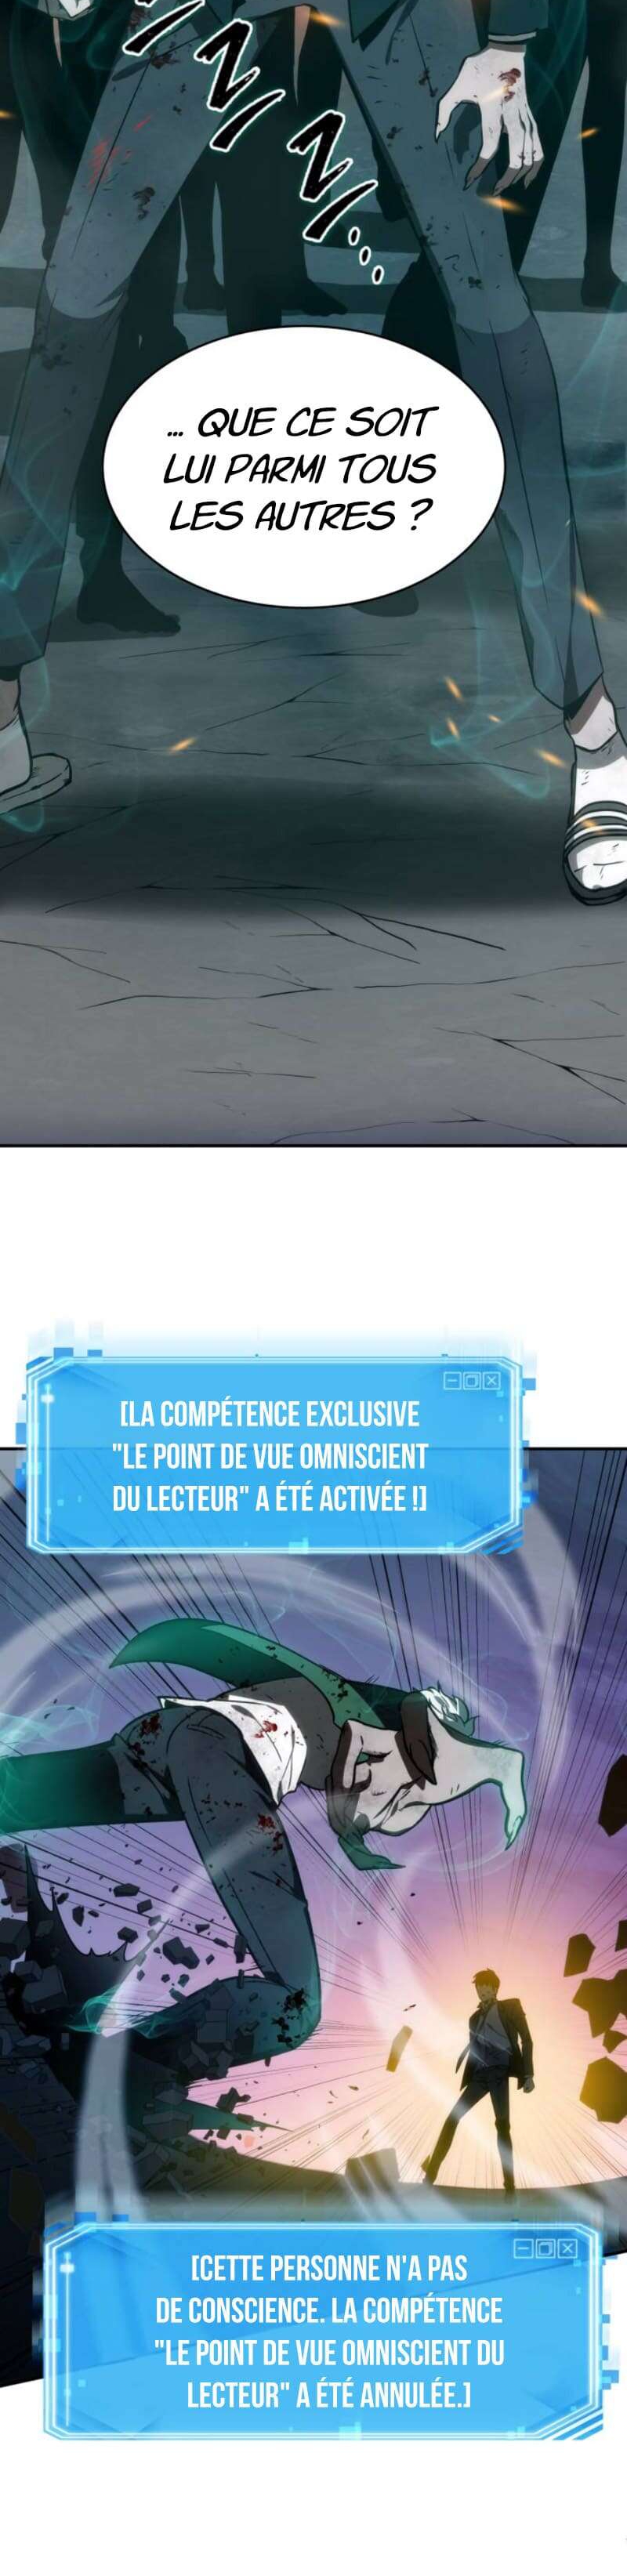 ... QUE CE SOIT
LUI PARMI TOUS
LES AUTRES ?
[LA COMPÉTENCE EXCLUSIVE
"LE POINT DE VUE OMNISCIENT
DU LECTEUR" A ÉTÉ ACTIVÉE !]
[CETTE PERSONNE N'A PAS
DE CONSCIENCE. LA COMPÉTENCE
"LE POINT DE VUE OMNISCIENT DU
LECTEUR" A ÉTÉ ANNULÉE.]